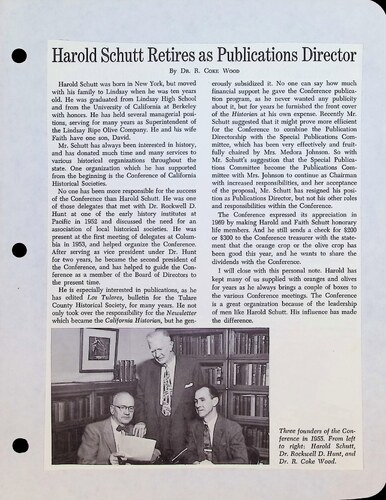 Harold Schutt Retires as Publications Director
By Dr. R. Coke Wood
Harold Schutt was born in New York, but moved
with his family to Lindsay when he was ten years
old. He was graduated from Lindsay High School
and from the University of California at Berkeley
with honors. He has held several managerial posi-
tions, serving for many years as Superintendent of
the Lindsay Ripe Olive Company. He and his wife
Faith have one son, David.
Mr. Schutt has always been interested in history,
and has donated much time and many services to
various historical organizations throughout the
state. One organization which he has supported
from the beginning is the Conference of California
Historical Societies.
No one has been more responsible for the success
of the Conference than Harold Schutt. He was one
of those delegates that met with Dr. Rockwell D.
Hunt at one of the early history institutes at
Pacific in 1952 and discussed the need for an
association of local historical societies. He was
present at the first meeting of delegates at Colum-
bia in 1953, and helped organize the Conference.
After serving as vice president under Dr. Hunt
for two years, he became the second president of
the Conference, and has helped to guide the Con-
ference as a member of the Board of Directors to
the present time.
He is especially interested in publications, as he
has edited Los Tulares, bulletin for the Tulare
County Historical Society, for many years. He not
only took over the responsibility for the Newsletter
which became the California Historian, but he gen-
erously subsidized it. No one can say how much
financial support he gave the Conference publica-
tion program, as he never wanted any publicity
about it, but for years he furnished the front cover
of the Historian at his own expense. Recently Mr.
Schutt suggested that it might prove more efficient
for the Conference to combine the Publication
Directorship with the Special Publications Com-
mittee, which has been very effectively and fruit-
fully chaired by Mrs. Medora Johnson. So with
Mr. Schutt's suggestion that the Special Publica-
tions Committee become the Publications Committee
with Mrs. Johnson to continue as Chairman
with increased responsibilities, and her acceptance
of the proposal, Mr. Schutt has resigned his posi-
tion as Publications Director, but not his other roles
and responsibilities within the Conference.
The Conference expressed its appreciation in
1969 by making Harold and Faith Schutt honorary
life members. And he still sends a check for $200
or $300 to the Conference treasurer with the state-
ment that the orange crop or the olive crop has
been good this year, and he wants to share the
dividends with the Conference.
I will close with this personal note. Harold has
kept many of us supplied with oranges and olives
for years as he always brings a couple of boxes to
the various Conference meetings. The Conference
is a great organization because of the leadership
of men like Harold Schutt. His influence has made
the difference.
Three founders of the Con-
ference in 1955. From left
to right: Harold Schutt,
Dr. Rockwell D. Hunt, and
Dr. R. Coke Wood.